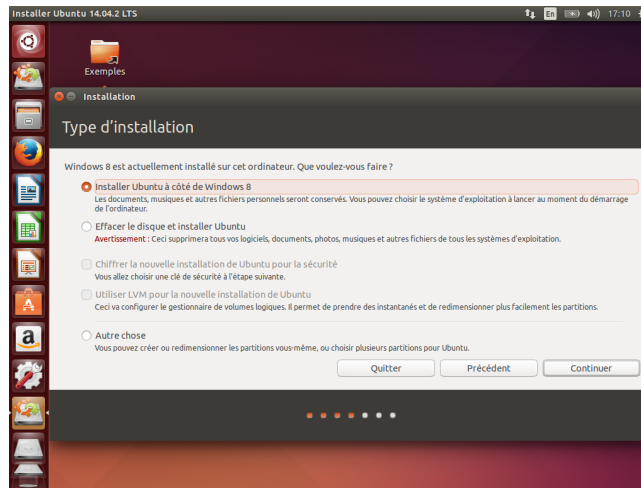 Installer Ubuntu 14.04.2 LTS
En
17:10
Exemples
Installation
Type d'installation
Windows 8 est actuellement installé sur cet ordinateur. Que voulez-vous faire ?
Installer Ubuntu à côté de Windows 8
Les documents, musiques et autres fichiers personnels seront conservés. Vous pouvez choisir le système d'exploitation à lancer au moment du démarrage
de l'ordinateur.
Effacer le disque et installer Ubuntu
Avertissement : Ceci supprimera tous vos logiciels, documents, photos, musiques et autres fichiers de tous les systèmes d'exploitation.
Chiffrer la nouvelle installation de Ubuntu pour la sécurité
Vous allez choisir une clé de sécurité à l'étape suivante.
Utiliser LVM pour la nouvelle installation de Ubuntu
Ceci va configurer le gestionnaire de volumes logiques. Il permet de prendre des instantanés et de redimensionner plus facilement les partitions.
Autre chose
Vous pouvez créer ou redimensionner les partitions vous-même, ou choisir plusieurs partitions pour Ubuntu.
Quitter
Précédent
Continuer